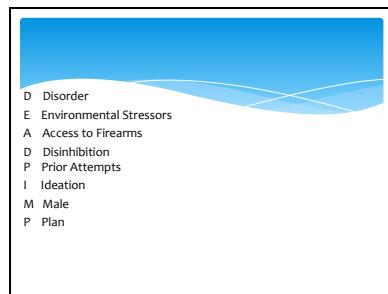 D Disorder
E Environmental Stressors
A Access to Firearms
D Disinhibition
P Prior Attempts
I Ideation
M Male
P Plan